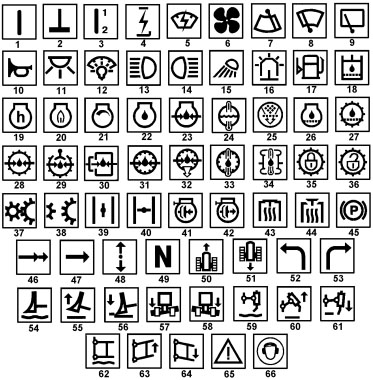 1
2
1 2 3 4 5 6 7 8 9
10 11 12 13 14 15 16 17 18
h
19 20 21 22 23 24 25 26 27
28 29 30 31 32 33 34 35 36
P
37 38 39 40 41 42 43 44 45
N
46 47 48 49 50 51 52 53
54 55 56 57 58 59 60 61
62 63 64 65 66